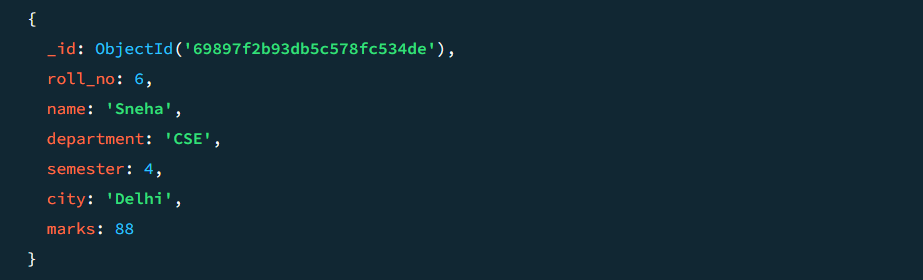 {
_id: ObjectId('69897f2b93db5c578fc534de'),
roll_no: 6,
name: 'Sneha',
department: 'CSE',
semester: 4,
city: 'Delhi',
marks: 88
}